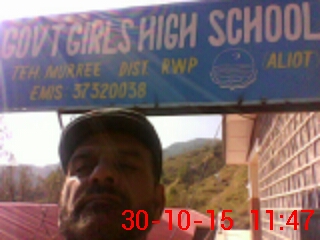 GOVT GIRLS HIGH SCHOOL
TEH MURREE DIST RWP (ALIOT)
EMIS 37320038
30-10-15 11:47